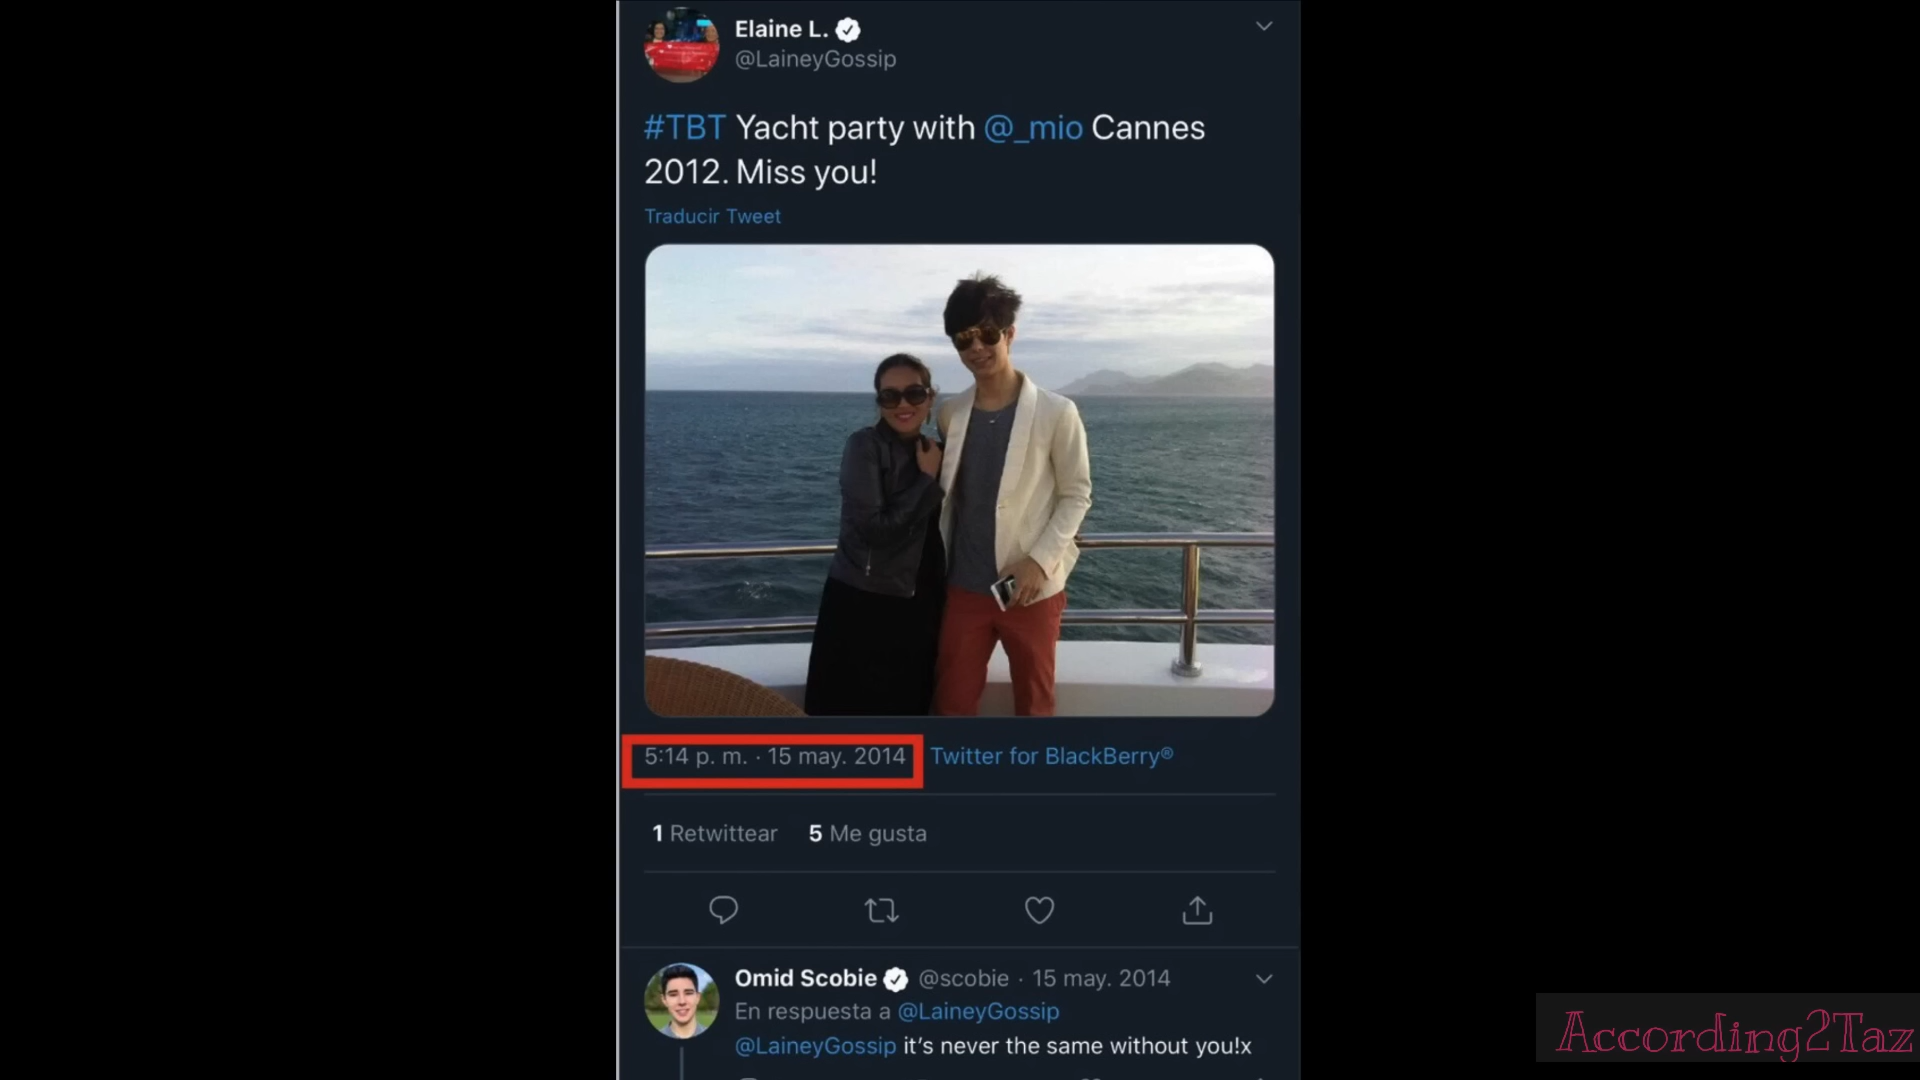 Elaine L.
@LaineyGossip
#TBT Yacht party with @_mio Cannes
2012. Miss you!
Traducir Tweet
5:14 p. m. · 15 may. 2014 Twitter for BlackBerry®
1 Retwittear 5 Me gusta
Omid Scobie @scobie · 15 may. 2014
En respuesta a @LaineyGossip
@LaineyGossip it's never the same without you!x
According2Taz